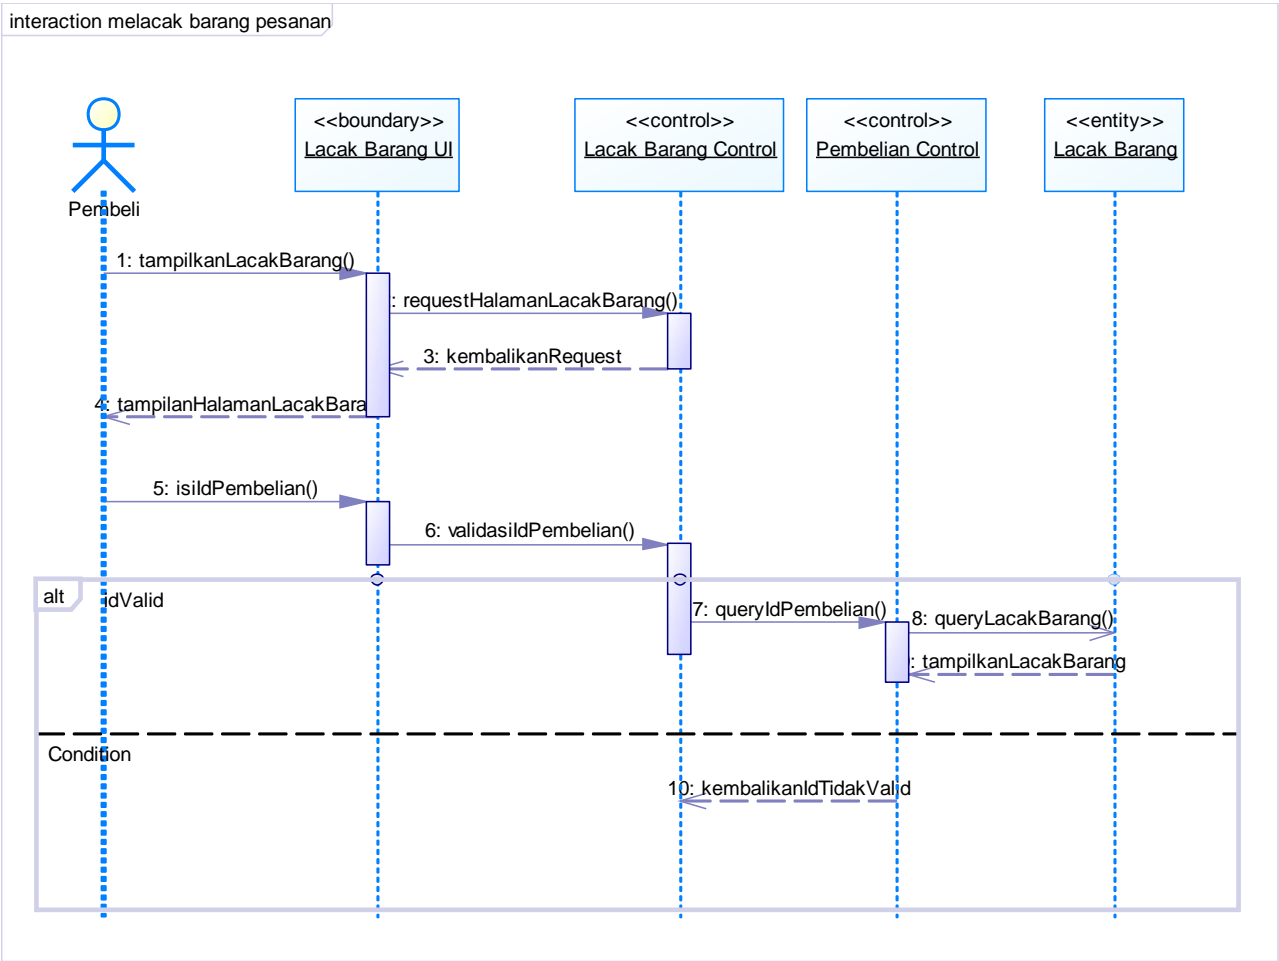 interaction melacak barang pesanan
<<boundary>>
Lacak Barang UI
<<control>>
Lacak Barang Control
<<control>>
Pembelian Control
<<entity>>
Lacak Barang
Pembeli
1: tampilkanLacakBarang()
: requestHalamanLacakBarang()
3: kembalikanRequest
4: tampilanHalamanLacakBara
5: isiIdPembelian()
6: validasiIdPembelian()
alt
idValid
7: queryIdPembelian()
8: queryLacakBarang()
: tampilkanLacakBarang
Condition
10: kembalikanIdTidakValid